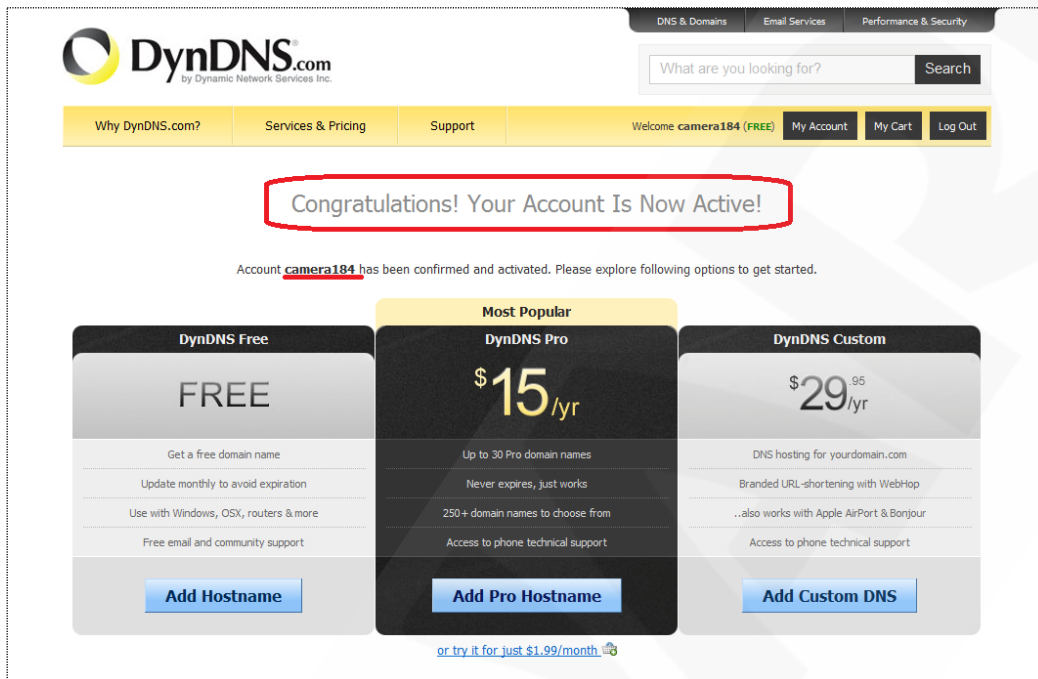 DNS & Domains
Email Services
Performance & Security
DynDNS.com
by Dynamic Network Services Inc.
What are you looking for?
Search
Why DynDNS.com?
Services & Pricing
Support
Welcome camera184 (FREE)
My Account
My Cart
Log Out
Congratulations! Your Account Is Now Active!
Account camera184 has been confirmed and activated. Please explore following options to get started.
DynDNS Free
FREE
Get a free domain name
Update monthly to avoid expiration
Use with Windows, OSX, routers & more
Free email and community support
Add Hostname
Most Popular
DynDNS Pro
$15/yr
Up to 30 Pro domain names
Never expires, just works
250+ domain names to choose from
Access to phone technical support
Add Pro Hostname
or try it for just $1.99/month
DynDNS Custom
$29.95/yr
DNS hosting for yourdomain.com
Branded URL-shortening with WebHop
..also works with Apple AirPort & Bonjour
Access to phone technical support
Add Custom DNS